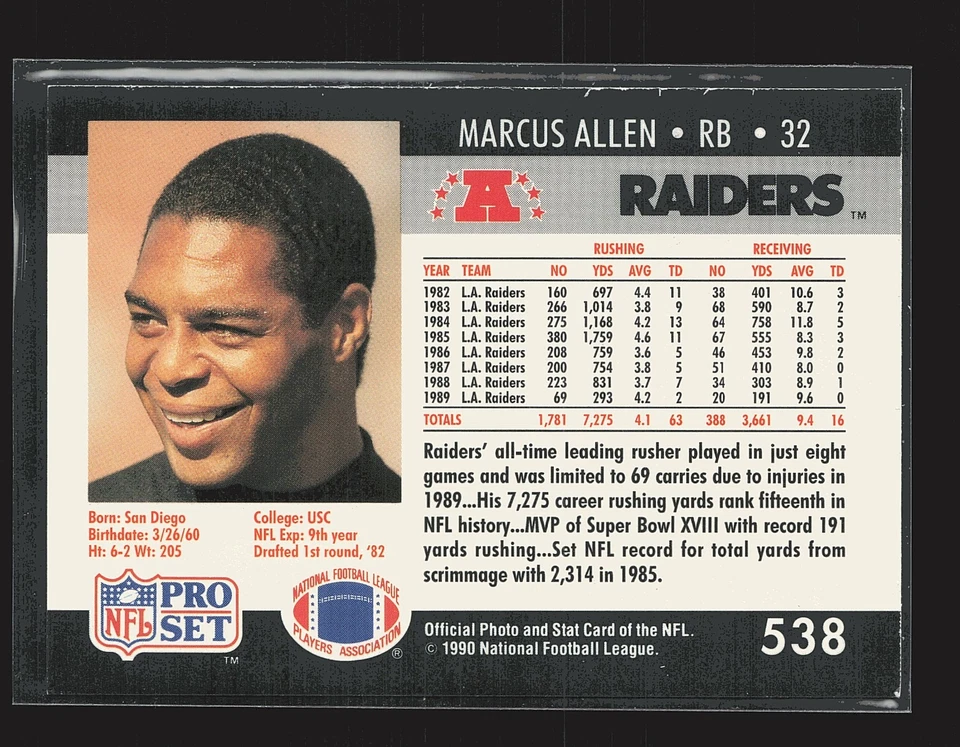 MARCUS ALLEN • RB • 32
A RAIDERS TM
RUSHING RECEIVING
YEAR TEAM NO YDS AVG TD NO YDS AVG TD
1982 L.A. Raiders 160 697 4.4 11 38 401 10.6 3
1983 L.A. Raiders 266 1,014 3.8 9 68 590 8.7 2
1984 L.A. Raiders 275 1,168 4.2 13 64 758 11.8 5
1985 L.A. Raiders 380 1,759 4.6 11 67 555 8.3 3
1986 L.A. Raiders 208 759 3.6 5 46 453 9.8 2
1987 L.A. Raiders 200 754 3.8 5 51 410 8.0 0
1988 L.A. Raiders 223 831 3.7 7 34 303 8.9 1
1989 L.A. Raiders 69 293 4.2 2 20 191 9.6 0
TOTALS 1,781 7,275 4.1 63 388 3,661 9.4 16
Raiders' all-time leading rusher played in just eight
games and was limited to 69 carries due to injuries in
1989...His 7,275 career rushing yards rank fifteenth in
NFL history...MVP of Super Bowl XVIII with record 191
yards rushing...Set NFL record for total yards from
scrimmage with 2,314 in 1985.
Born: San Diego College: USC
Birthdate: 3/26/60 NFL Exp: 9th year
Ht: 6-2 Wt: 205 Drafted 1st round, '82
NFL PRO SET TM
NATIONAL FOOTBALL LEAGUE
PLAYERS ASSOCIATION ®
Official Photo and Stat Card of the NFL.
© 1990 National Football League.
538